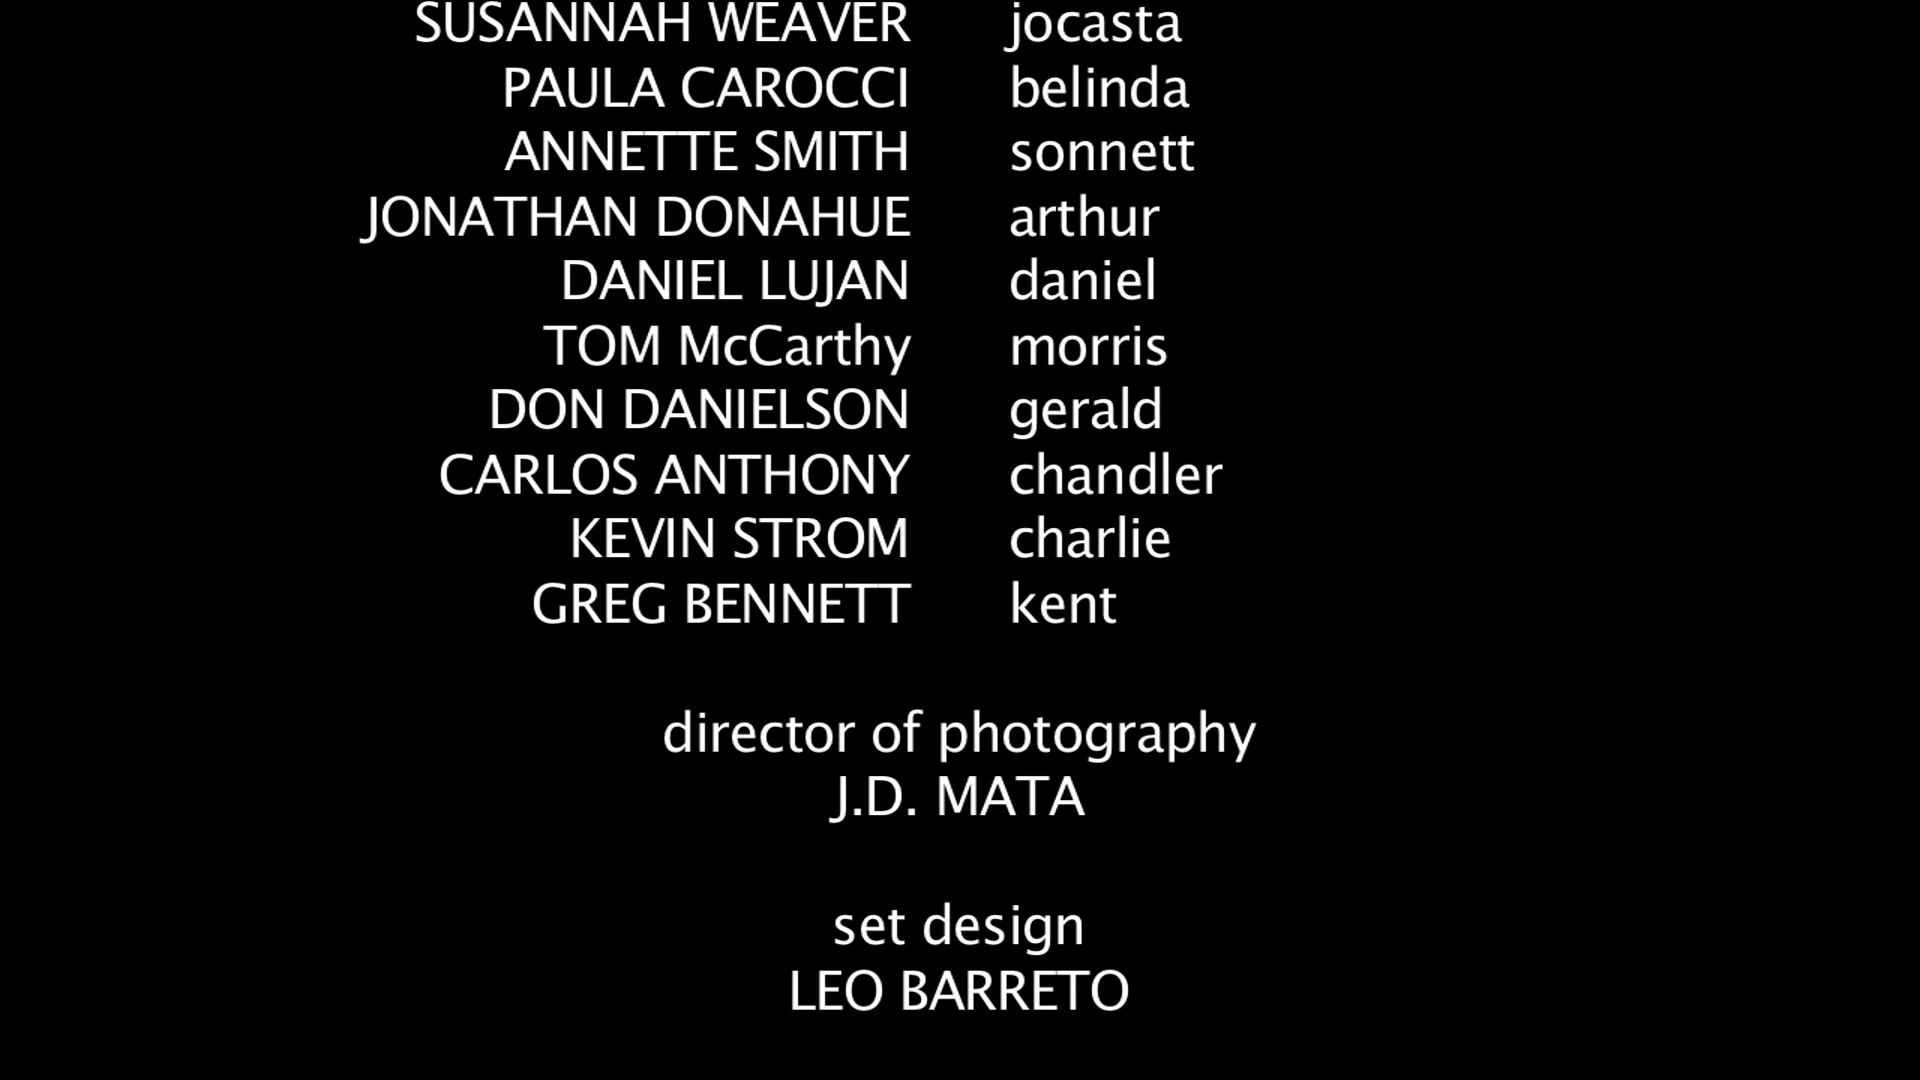 SUSANNAH WEAVER jocasta
PAULA CAROCCI belinda
ANNETTE SMITH sonnett
JONATHAN DONAHUE arthur
DANIEL LUJAN daniel
TOM McCarthy morris
DON DANIELSON gerald
CARLOS ANTHONY chandler
KEVIN STROM charlie
GREG BENNETT kent
director of photography
J.D. MATA
set design
LEO BARRETO